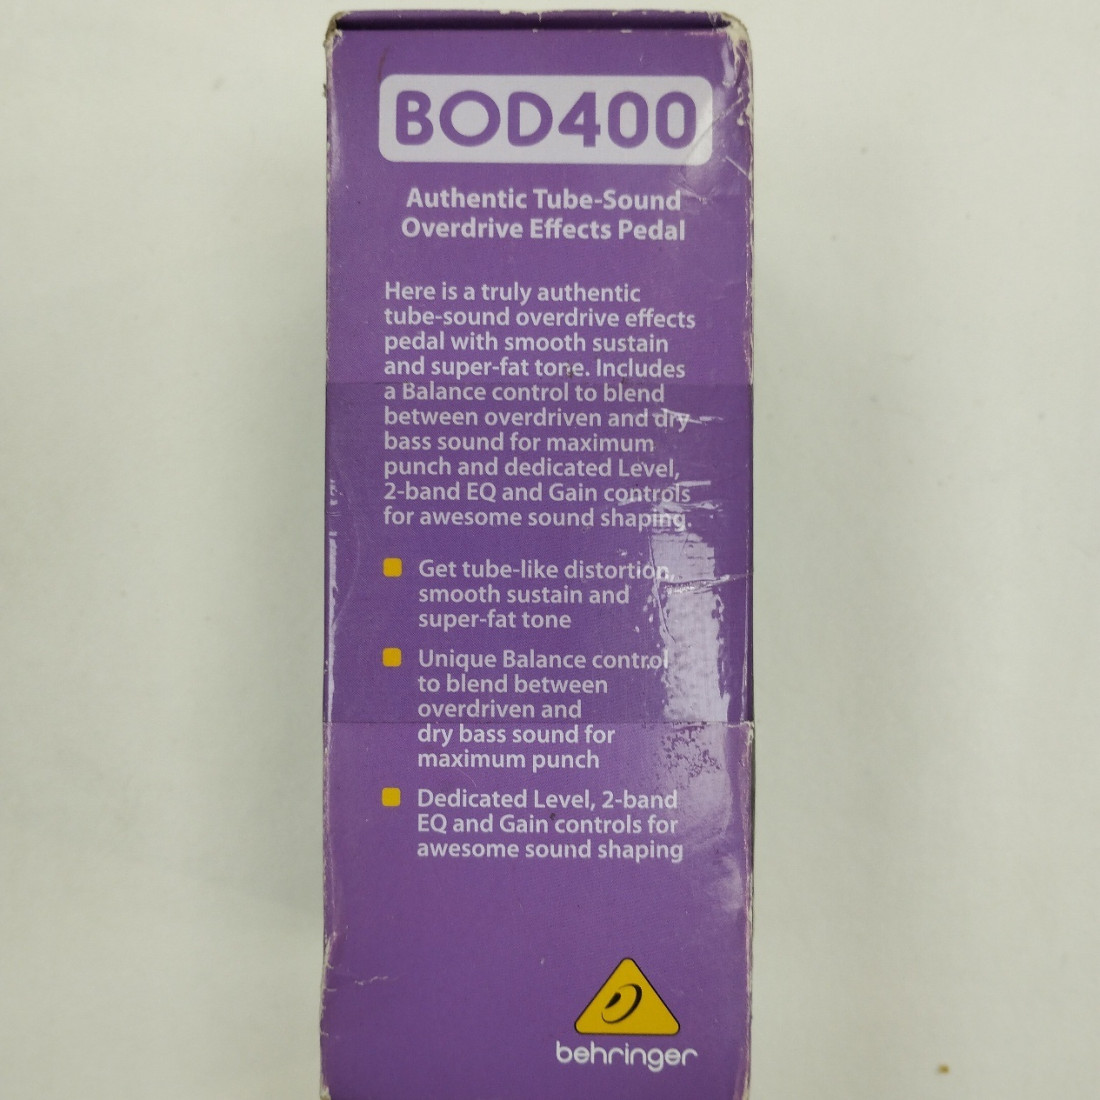 BOD400
Authentic Tube-Sound
Overdrive Effects Pedal
Here is a truly authentic
tube-sound overdrive effects
pedal with smooth sustain
and super-fat tone. Includes
a Balance control to blend
between overdriven and dry
bass sound for maximum
punch and dedicated Level,
2-band EQ and Gain controls
for awesome sound shaping.
Get tube-like distortion,
smooth sustain and
super-fat tone
Unique Balance control
to blend between
overdriven and
dry bass sound for
maximum punch
Dedicated Level, 2-band
EQ and Gain controls for
awesome sound shaping
behringer